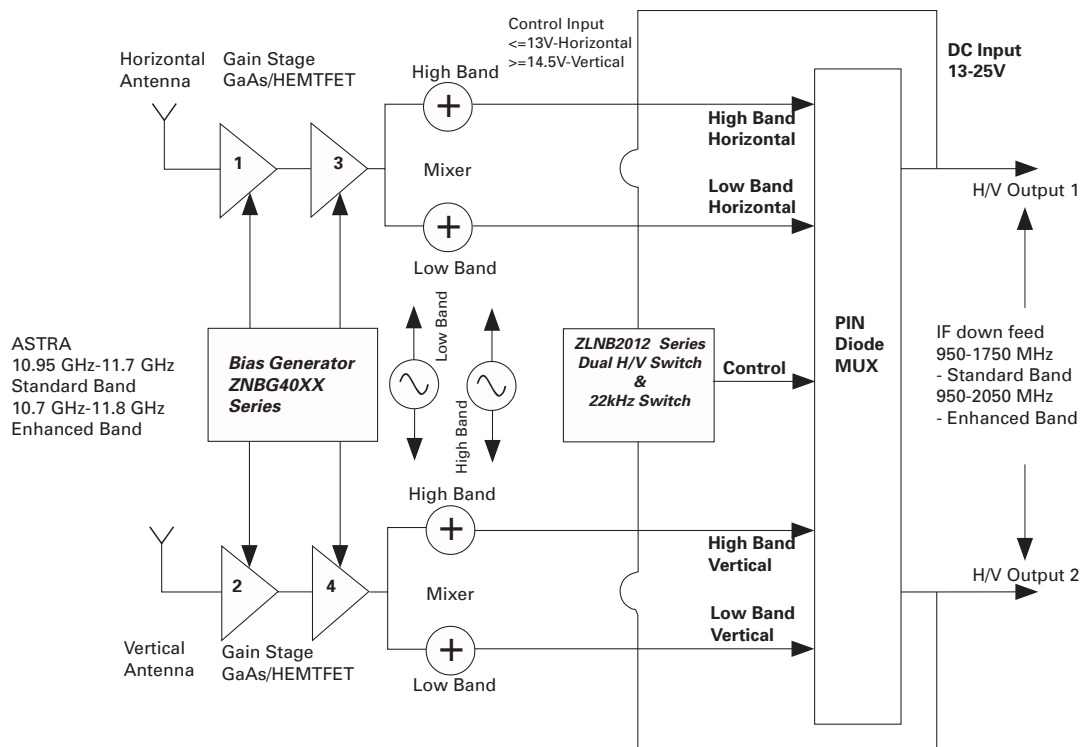 Control Input
<=13V-Horizontal
>=14.5V-Vertical
DC Input
13-25V
Horizontal
Antenna
Gain Stage
GaAs/HEMTFET
High Band
1
3
Mixer
High Band
Horizontal
Low Band
Horizontal
Low Band
H/V Output 1
ASTRA
10.95 GHz-11.7 GHz
Standard Band
10.7 GHz-11.8 GHz
Enhanced Band
Bias Generator
ZNBG40XX
Series
Low Band
High Band
ZLNB2012 Series
Dual H/V Switch
&
22kHz Switch
Control
PIN
Diode
MUX
IF down feed
950-1750 MHz
- Standard Band
950-2050 MHz
- Enhanced Band
High Band
2
4
Mixer
High Band
Vertical
Low Band
Vertical
H/V Output 2
Vertical
Antenna
Gain Stage
GaAs/HEMTFET
Low Band